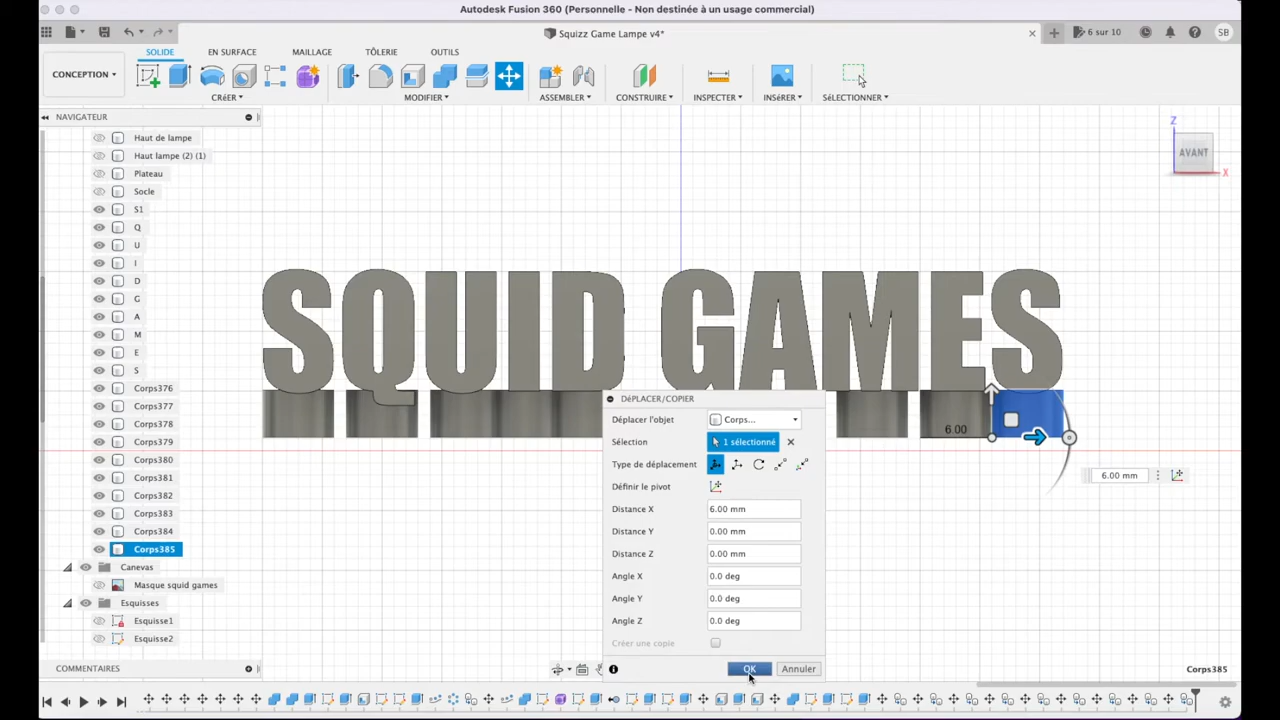 Autodesk Fusion 360 (Personnelle - Non destinée à un usage commercial)
Squizz Game Lampe v4*
6 sur 10
SB
CONCEPTION
SOLIDE
EN SURFACE
MAILLAGE
TÔLERIE
OUTILS
CRÉER
MODIFIER
ASSEMBLER
CONSTRUIRE
INSPECTER
INSÉRER
SÉLECTIONNER
NAVIGATEUR
Haut de lampe
Haut lampe (2) (1)
Plateau
Socle
S1
Q
U
I
D
G
A
M
E
S
Corps376
Corps377
Corps378
Corps379
Corps380
Corps381
Corps382
Corps383
Corps384
Corps385
Canevas
Masque squid games
Esquisses
Esquisse1
Esquisse2
COMMENTAIRES
Z
AVANT
X
SQUID GAMES
6.00
6.00 mm
DÉPLACER/COPIER
Déplacer l'objet
Corps...
Sélection
1 sélectionné
Type de déplacement
Définir le pivot
Distance X
6.00 mm
Distance Y
0.00 mm
Distance Z
0.00 mm
Angle X
0.0 deg
Angle Y
0.0 deg
Angle Z
0.0 deg
Créer une copie
OK
Annuler
Corps385